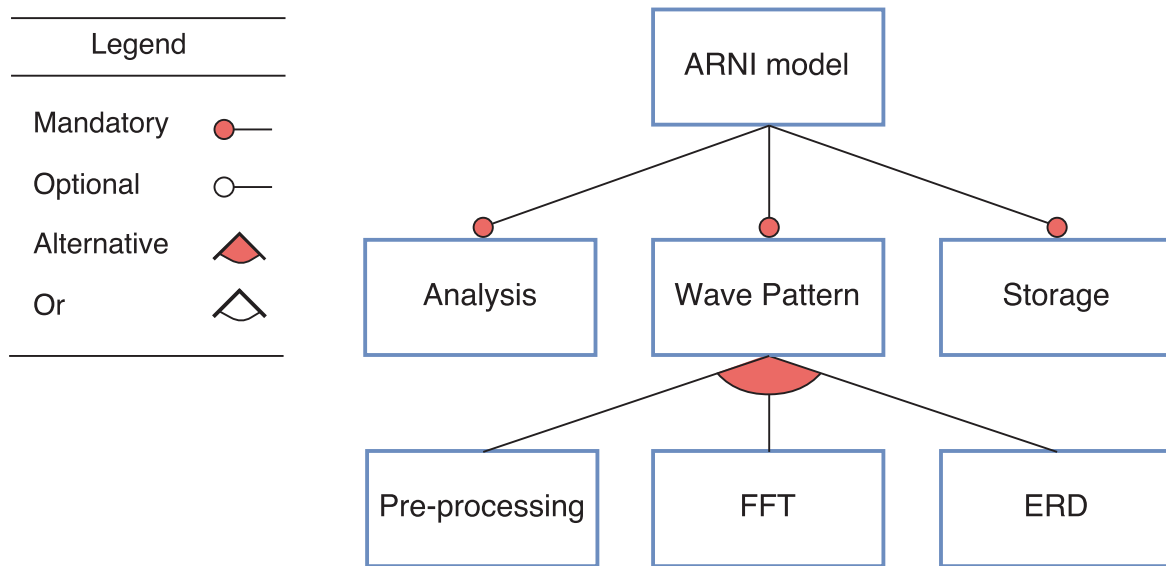 Legend
Mandatory
Optional
Alternative
Or
ARNI model
Analysis
Wave Pattern
Storage
Pre-processing
FFT
ERD